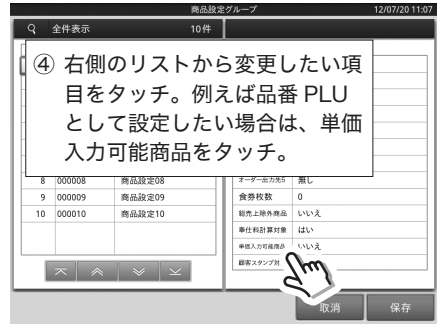 商品設定グループ
12/07/20 11:07
全件表示
10件
④ 右側のリストから変更したい項
目をタッチ。例えば品番 PLU
として設定したい場合は、単価
入力可能商品をタッチ。
8 000008 商品設定08
9 000009 商品設定09
10 000010 商品設定10
オーダー出力先5 無し
食券枚数 0
総売上除外商品 いいえ
奉仕料計算対象 はい
単価入力可能商品 いいえ
顧客スタンプ対
取消
保存